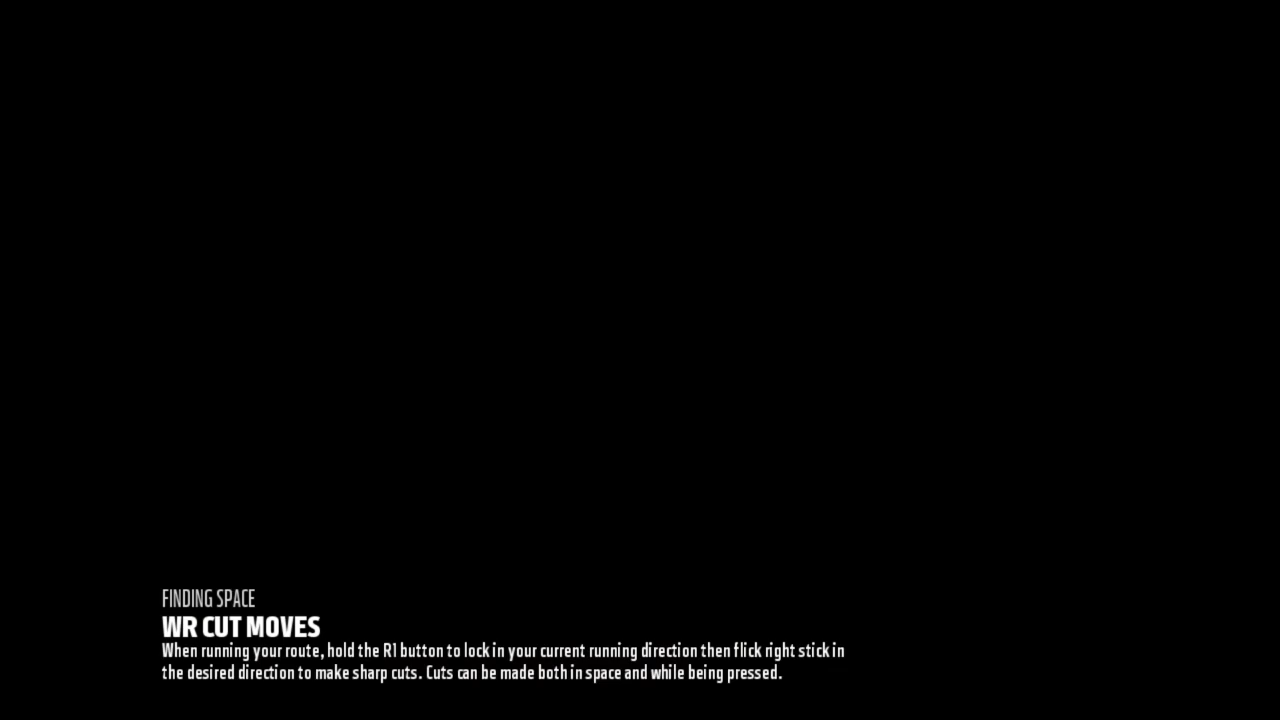 FINDING SPACE
WR CUT MOVES
When running your route, hold the R1 button to lock in your current running direction then flick right stick in
the desired direction to make sharp cuts. Cuts can be made both in space and while being pressed.